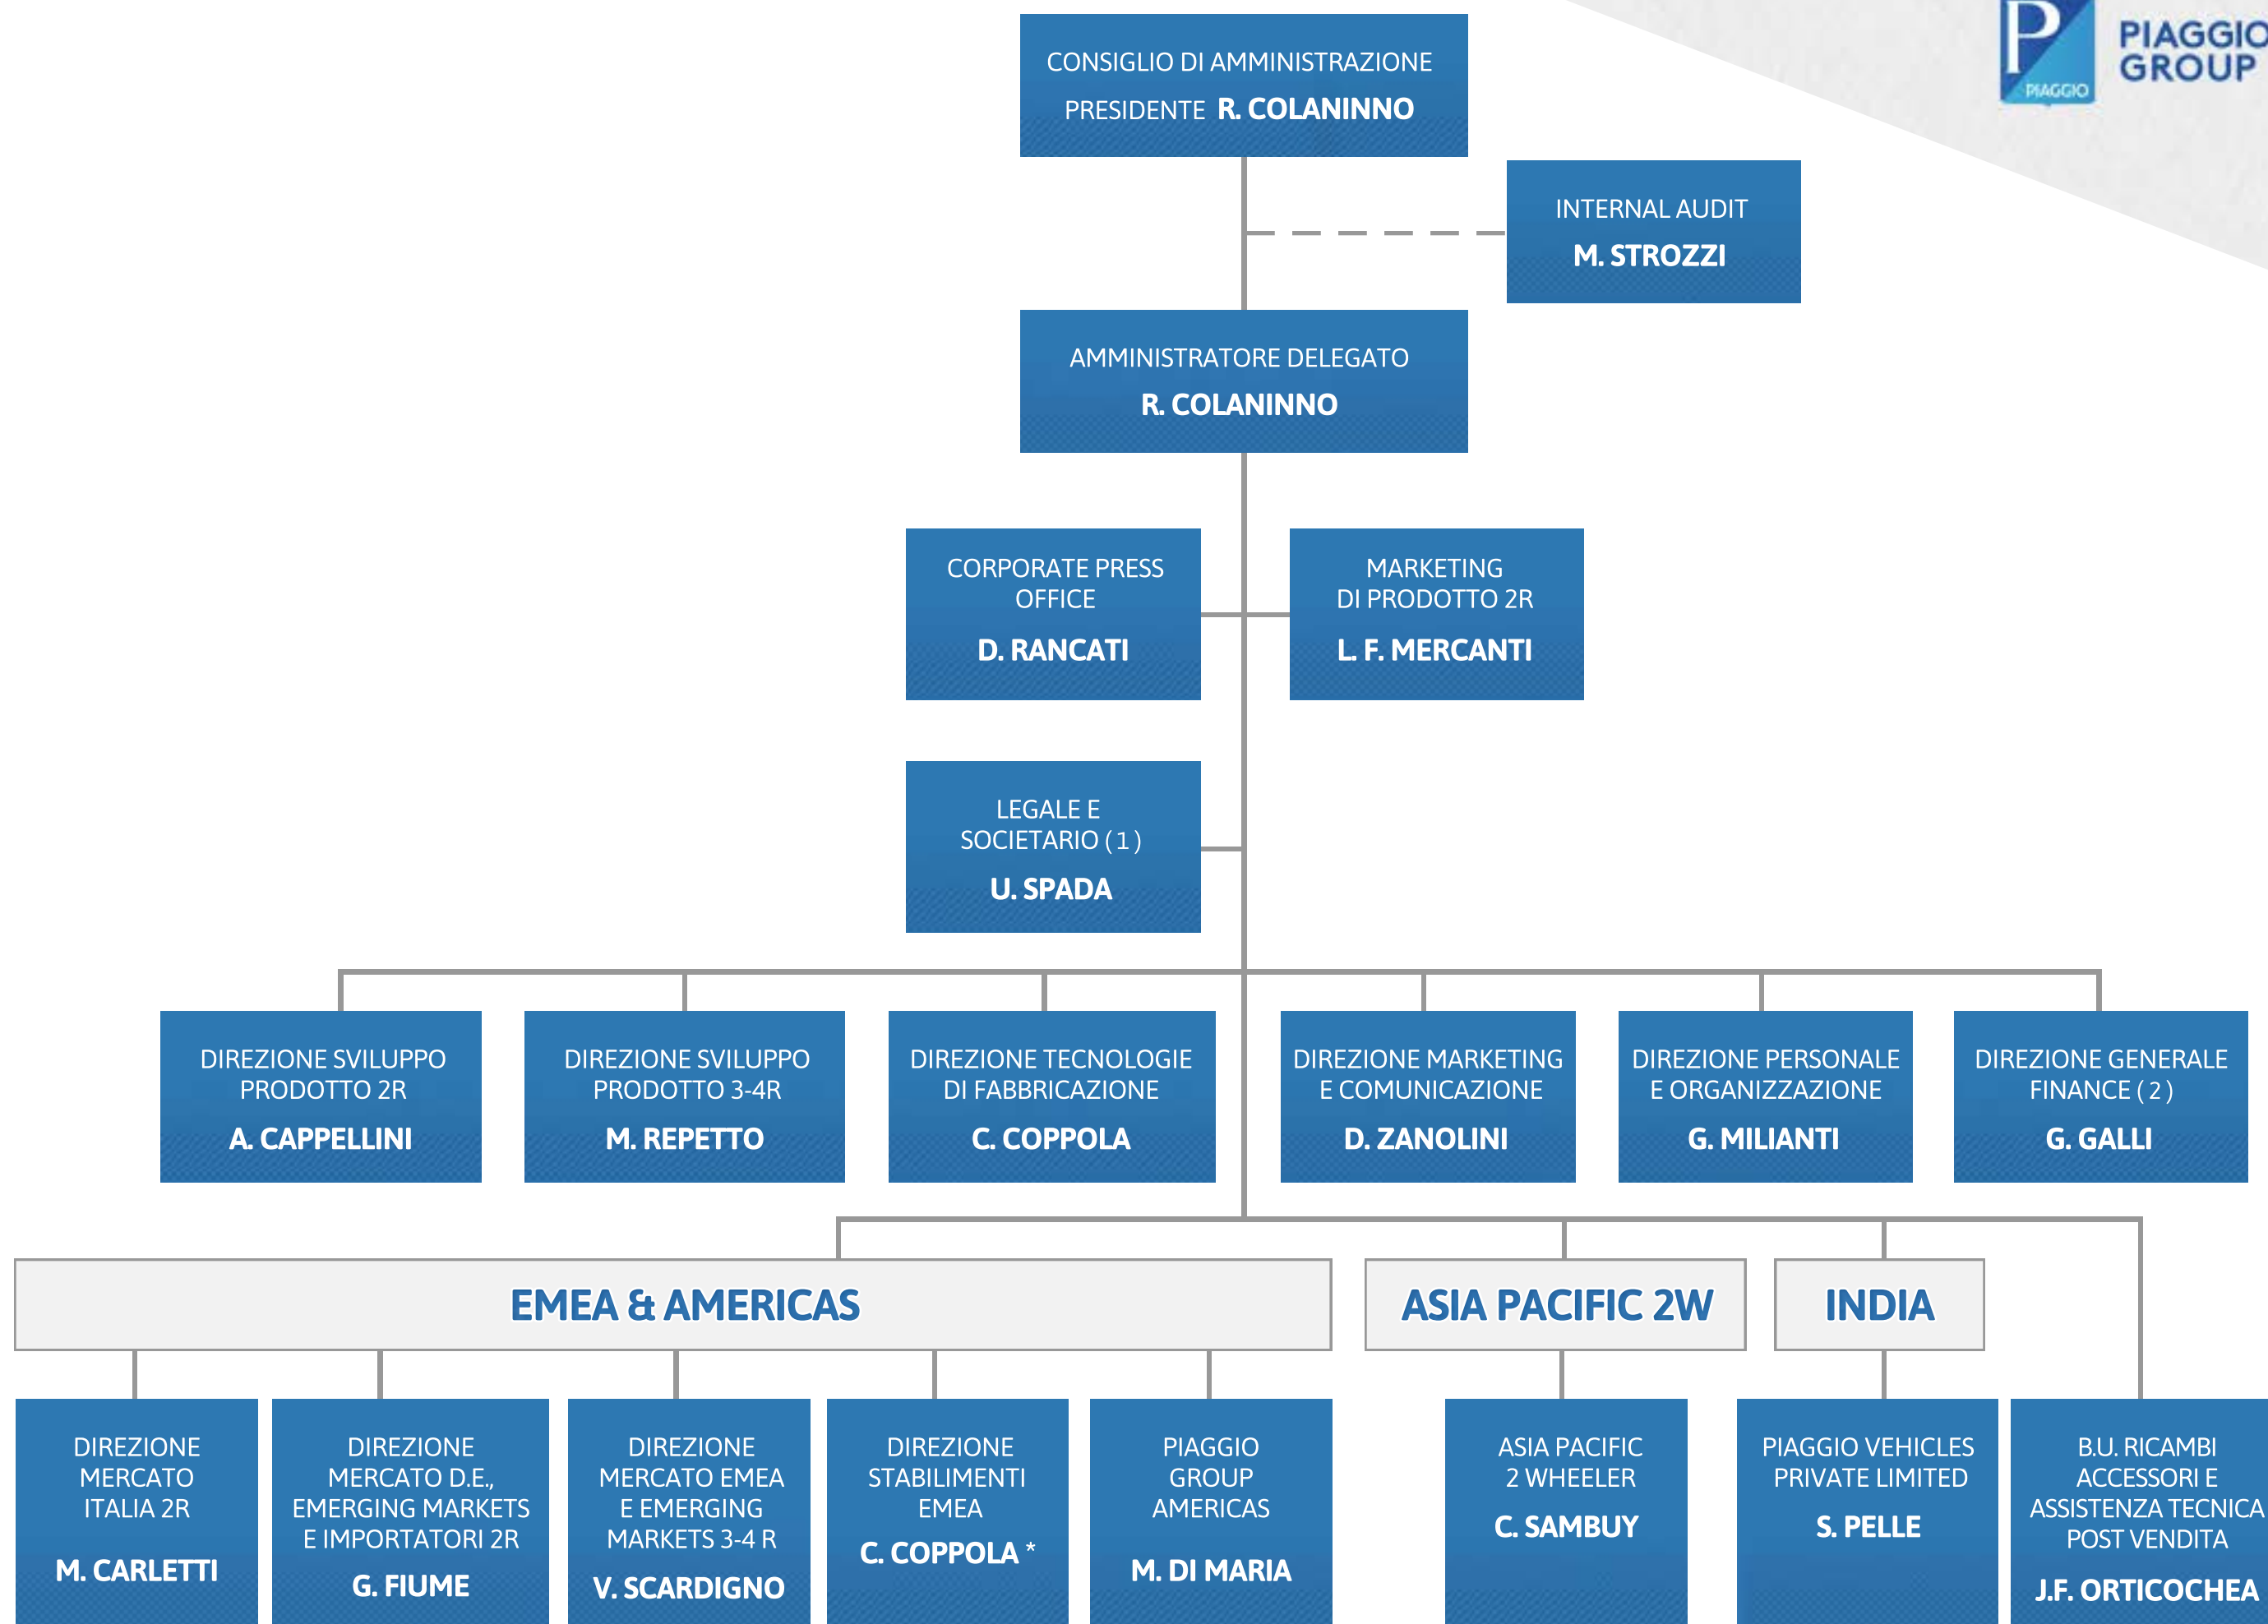 PIAGGIO
PIAGGIO
GROUP
CONSIGLIO DI AMMINISTRAZIONE
PRESIDENTE R. COLANINNO
INTERNAL AUDIT
M. STROZZI
AMMINISTRATORE DELEGATO
R. COLANINNO
CORPORATE PRESS
OFFICE
D. RANCATI
MARKETING
DI PRODOTTO 2R
L. F. MERCANTI
LEGALE E
SOCIETARIO (1)
U. SPADA
DIREZIONE SVILUPPO
PRODOTTO 2R
A. CAPPELLINI
DIREZIONE SVILUPPO
PRODOTTO 3-4R
M. REPETTO
DIREZIONE TECNOLOGIE
DI FABBRICAZIONE
C. COPPOLA
DIREZIONE MARKETING
E COMUNICAZIONE
D. ZANOLINI
DIREZIONE PERSONALE
E ORGANIZZAZIONE
G. MILIANTI
DIREZIONE GENERALE
FINANCE (2)
G. GALLI
EMEA & AMERICAS
ASIA PACIFIC 2W
INDIA
DIREZIONE
MERCATO
ITALIA 2R
M. CARLETTI
DIREZIONE
MERCATO D.E.,
EMERGING MARKETS
E IMPORTATORI 2R
G. FIUME
DIREZIONE
MERCATO EMEA
E EMERGING
MARKETS 3-4 R
V. SCARDIGNO
DIREZIONE
STABILIMENTI
EMEA
C. COPPOLA *
PIAGGIO
GROUP
AMERICAS
M. DI MARIA
ASIA PACIFIC
2 WHEELER
C. SAMBUY
PIAGGIO VEHICLES
PRIVATE LIMITED
S. PELLE
B.U. RICAMBI
ACCESSORI E
ASSISTENZA TECNICA
POST VENDITA
J.F. ORTICOCHEA